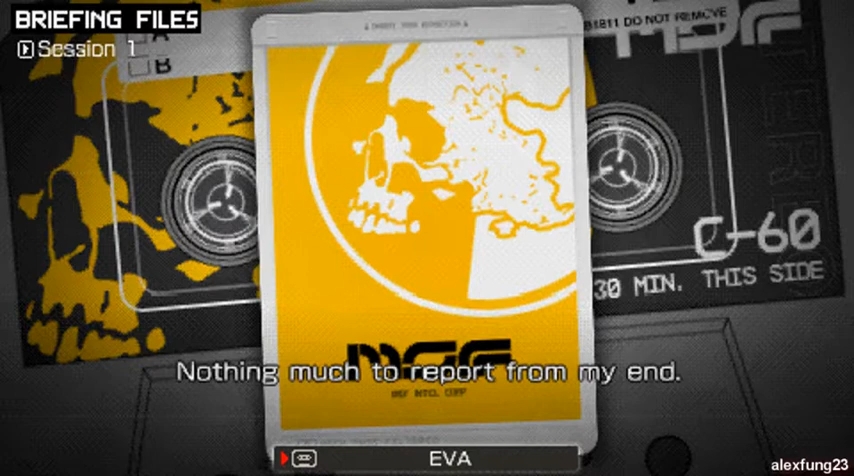 BRIEFING FILES
Session 1
A
B
81811 DO NOT REMOVE
MSF
MSF
C-60
30 MIN. THIS SIDE
Nothing much to report from my end.
EVA
alexfung23